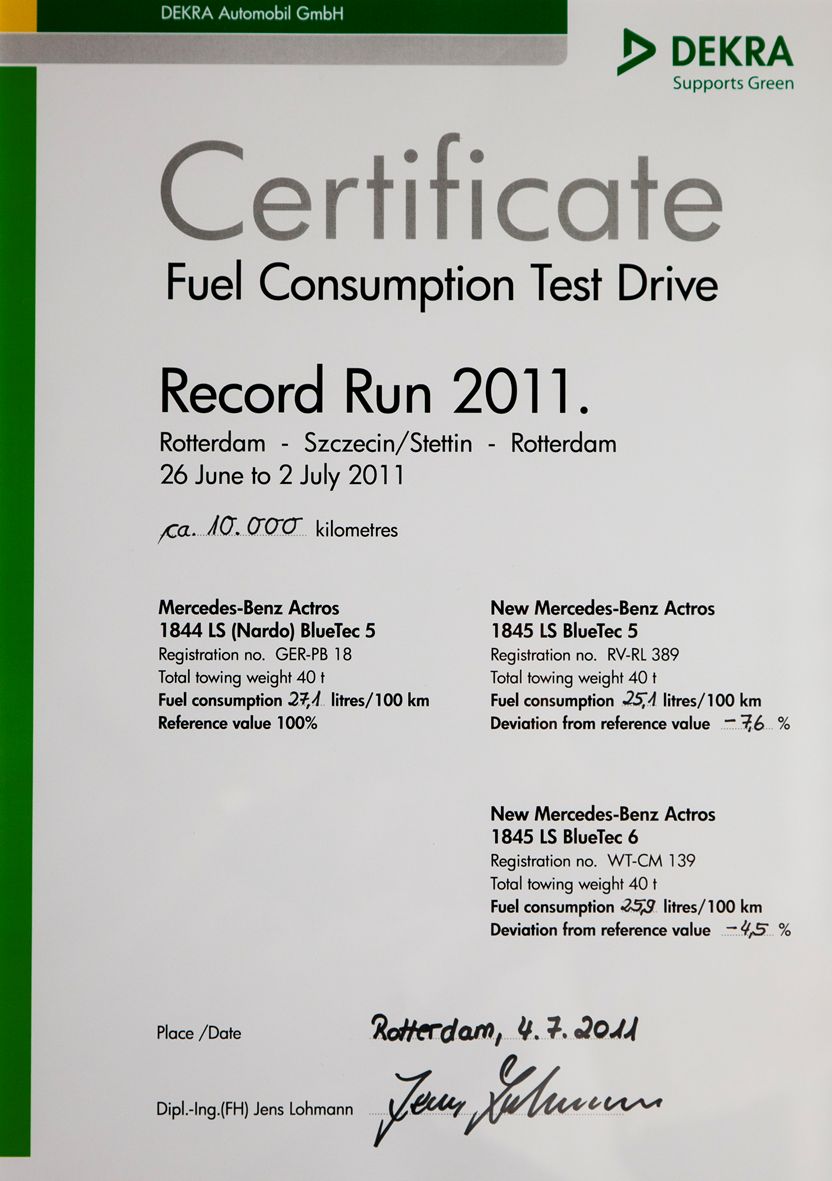 DEKRA Automobil GmbH
DEKRA
Supports Green
Certificate
Fuel Consumption Test Drive
Record Run 2011.
Rotterdam - Szczecin/Stettin - Rotterdam
26 June to 2 July 2011
ca. 10.000 kilometres
Mercedes-Benz Actros
1844 LS (Nardo) BlueTec 5
Registration no. GER-PB 18
Total towing weight 40 t
Fuel consumption 27,1 litres/100 km
Reference value 100%
New Mercedes-Benz Actros
1845 LS BlueTec 5
Registration no. RV-RL 389
Total towing weight 40 t
Fuel consumption 25,1 litres/100 km
Deviation from reference value -7,6 %
New Mercedes-Benz Actros
1845 LS BlueTec 6
Registration no. WT-CM 139
Total towing weight 40 t
Fuel consumption 25,9 litres/100 km
Deviation from reference value -4,5 %
Place /Date Rotterdam, 4.7.2011
Dipl.-Ing.(FH) Jens Lohmann Jens Lohmann